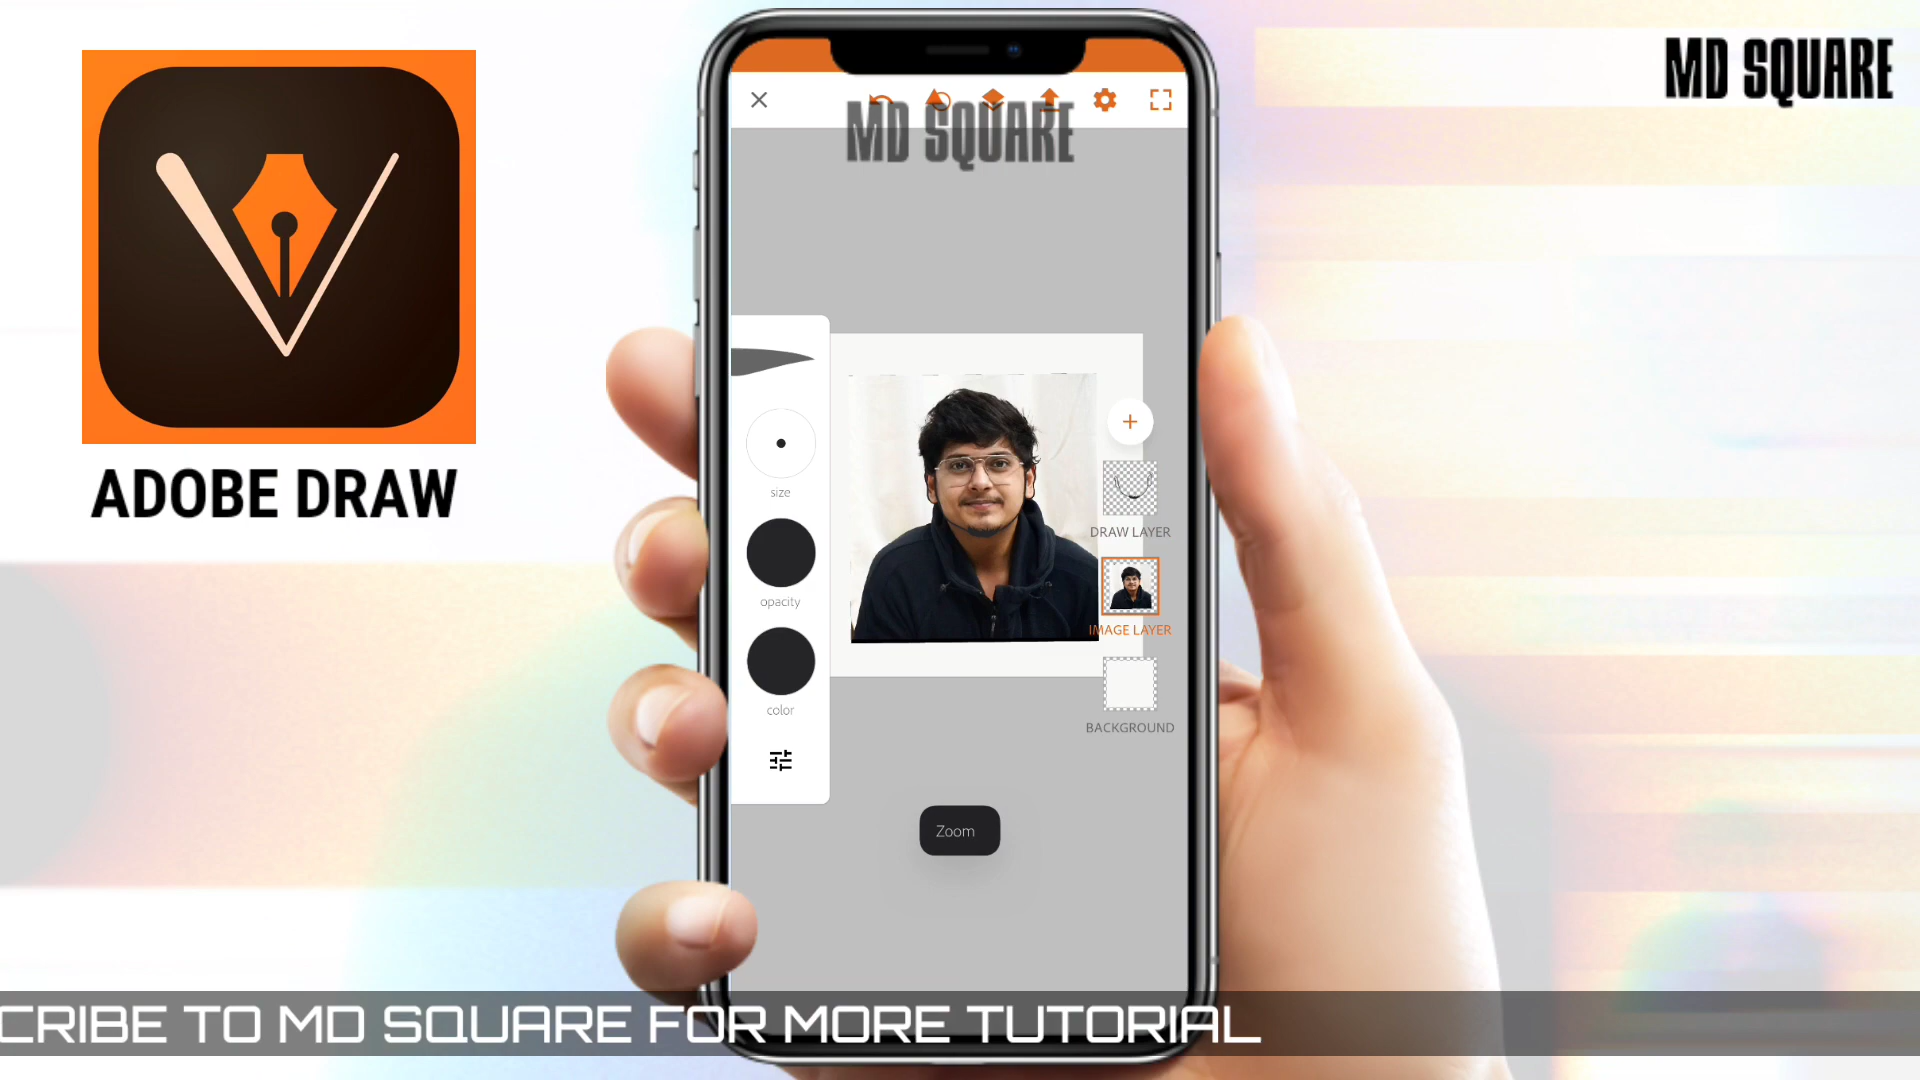 MD SQUARE
MD SQUARE
ADOBE DRAW
size
DRAW LAYER
opacity
IMAGE LAYER
color
BACKGROUND
Zoom
CRIBE TO MD SQUARE FOR MORE TUTORIAL